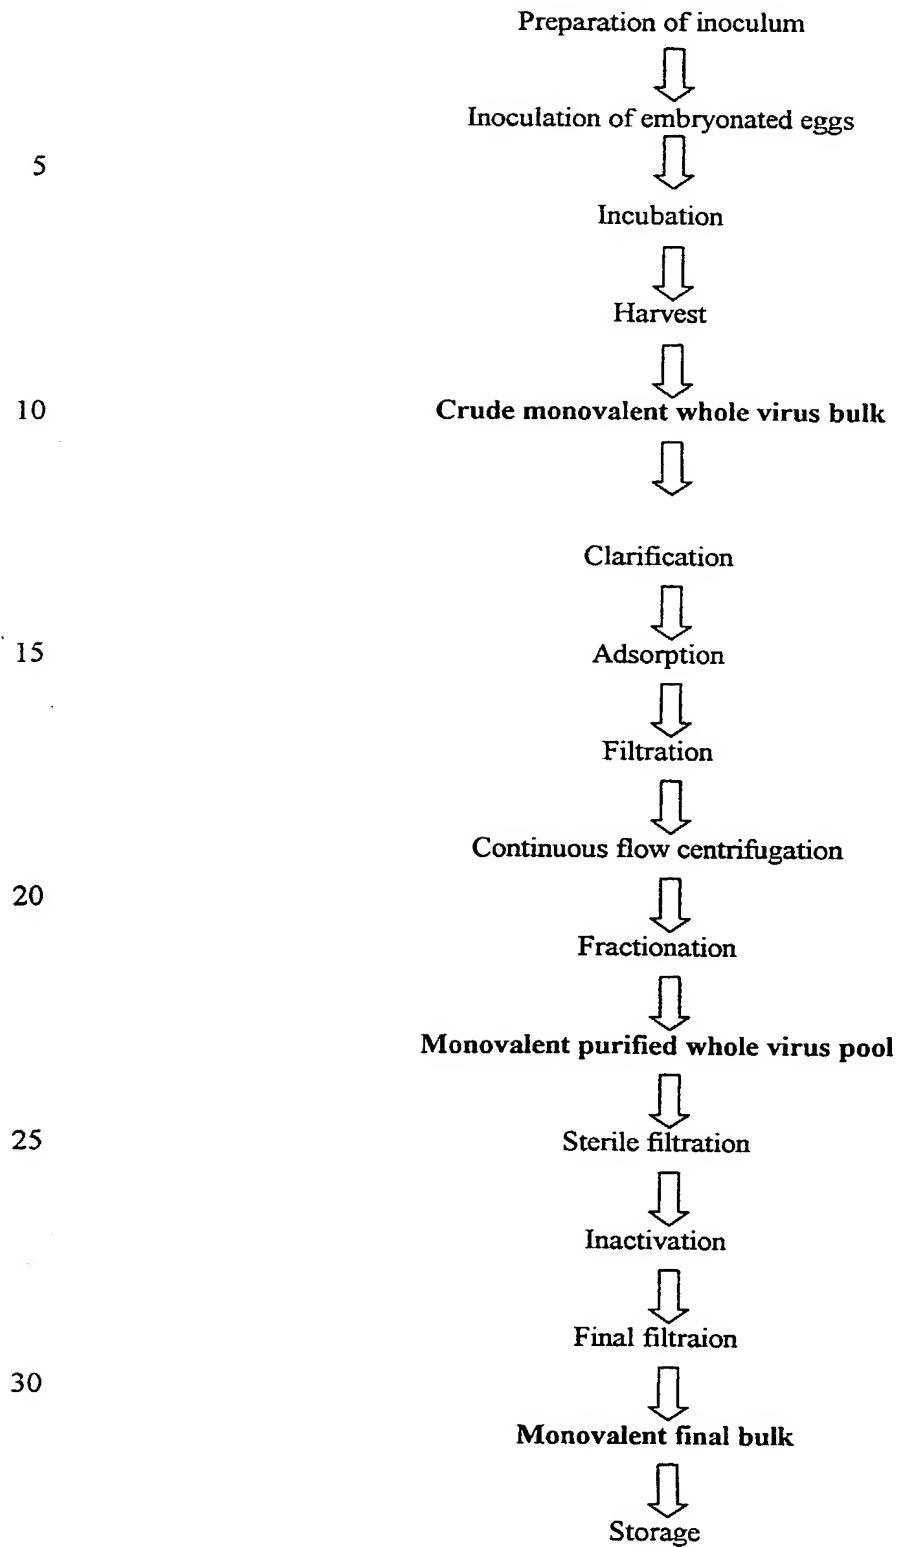 Preparation of inoculum
Inoculation of embryonated eggs
5
Incubation
Harvest
10
Crude monovalent whole virus bulk
Clarification
15
Adsorption
Filtration
Continuous flow centrifugation
20
Fractionation
Monovalent purified whole virus pool
25
Sterile filtration
Inactivation
Final filtraion
30
Monovalent final bulk
Storage